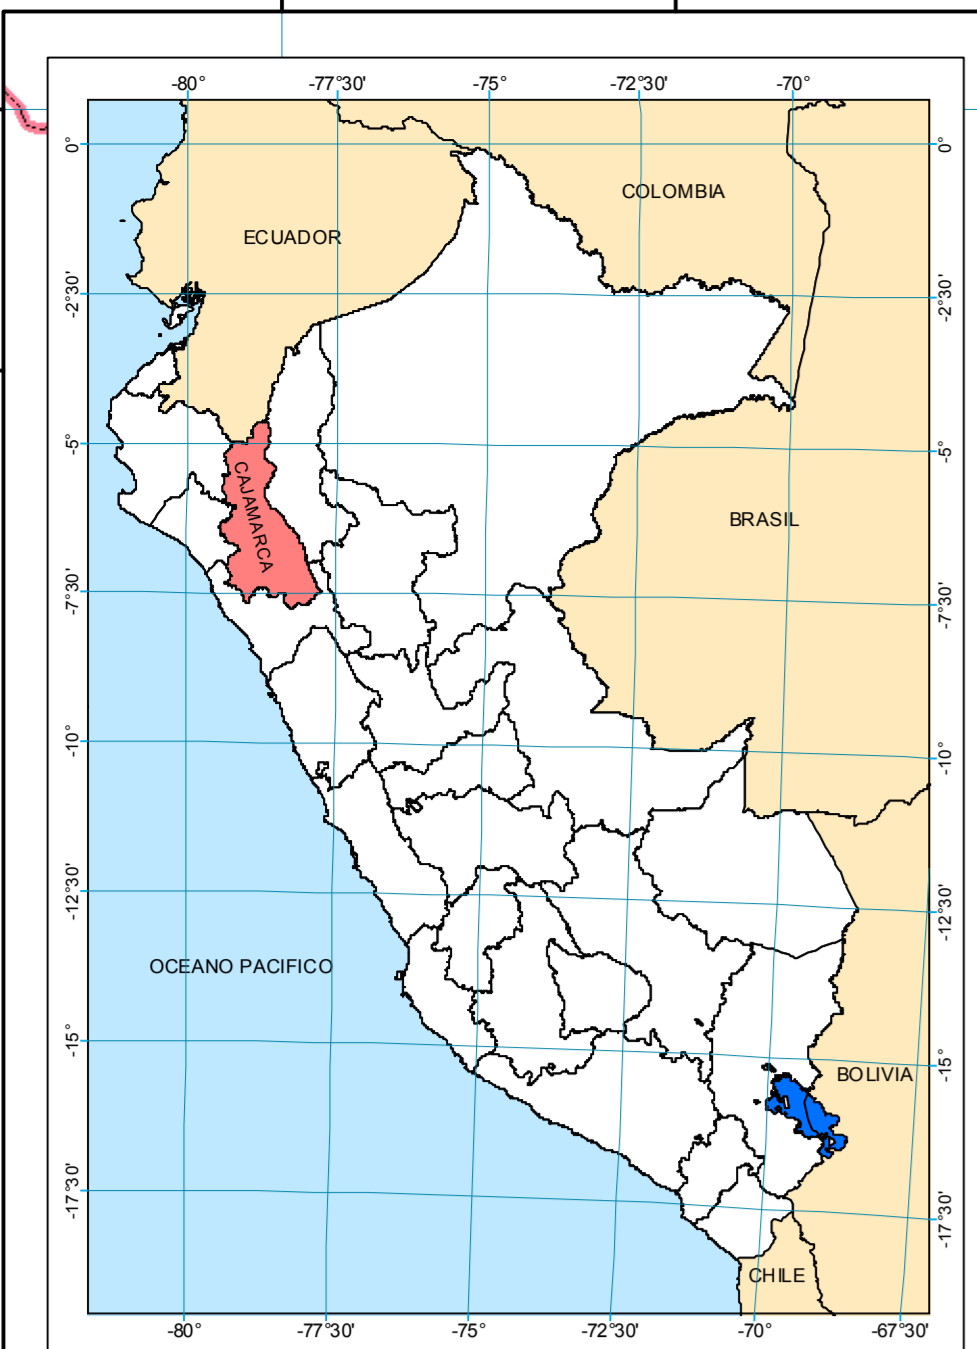 -80° -77°30' -75° -72°30' -70°
0° 0°
COLOMBIA
ECUADOR
-2°30' -2°30'
-5° -5°
CAJAMARCA
BRASIL
-7°30' -7°30'
-10° -10°
-12°30' -12°30'
OCEANO PACIFICO
-15° -15°
BOLIVIA
-17°30' -17°30'
CHILE
-80° -77°30' -75° -72°30' -70° -67°30'